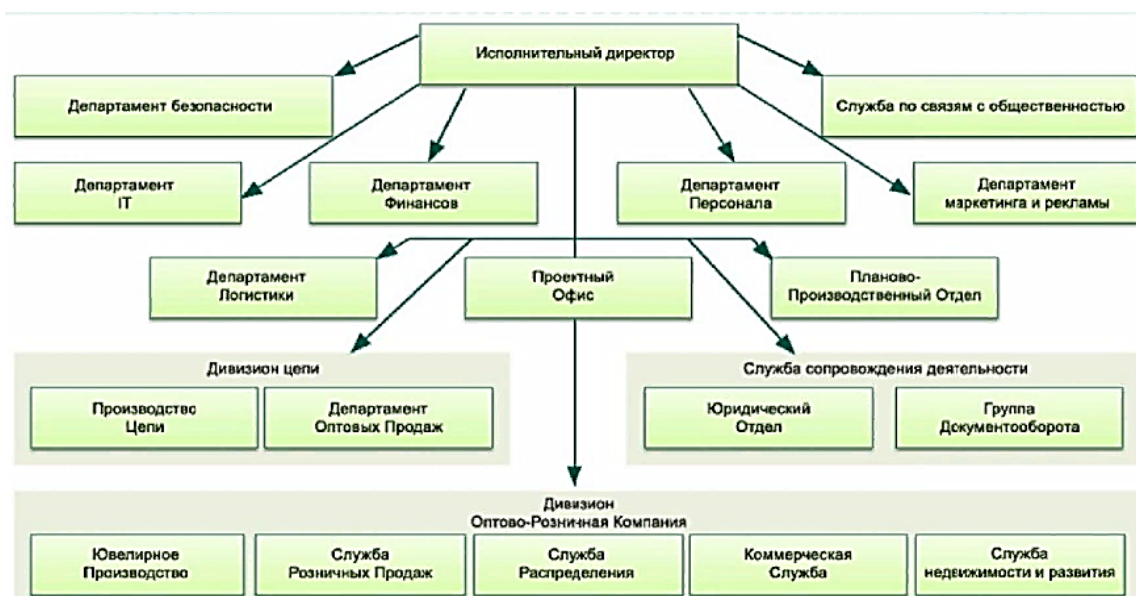 Исполнительный директор
Департамент безопасности
Служба по связям с общественностью
Департамент
IT
Департамент
Финансов
Департамент
Персонала
Департамент
маркетинга и рекламы
Департамент
Логистики
Проектный
Офис
Планово-
Производственный Отдел
Дивизион цепи
Производство
Цепи
Департамент
Оптовых Продаж
Служба сопровождения деятельности
Юридический
Отдел
Группа
Документооборота
Дивизион
Оптово-Розничная Компания
Ювелирное
Производство
Служба
Розничных Продаж
Служба
Распределения
Коммерческая
Служба
Служба
недвижимости и развития